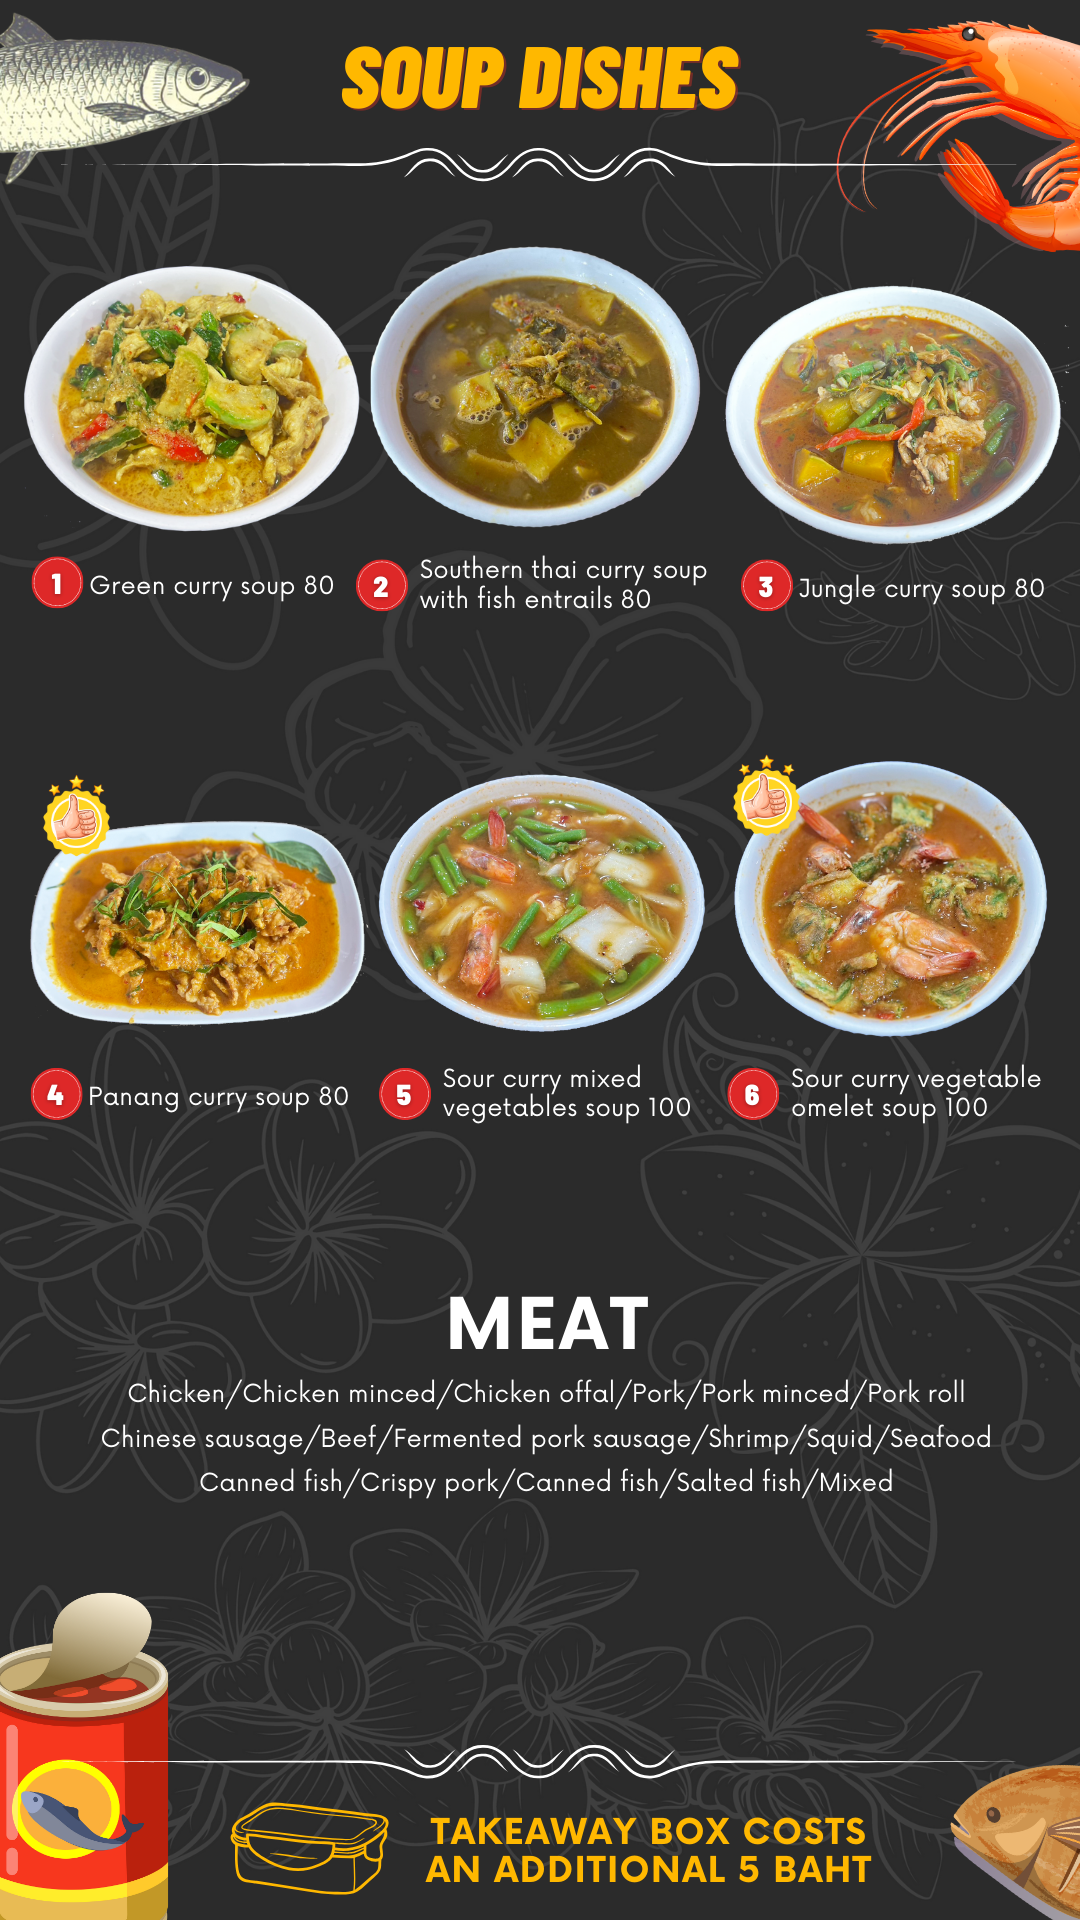 SOUP DISHES
1 Green curry soup 80
2 Southern thai curry soup
with fish entrails 80
3 Jungle curry soup 80
4 Panang curry soup 80
5 Sour curry mixed
vegetables soup 100
6 Sour curry vegetable
omelet soup 100
MEAT
Chicken/Chicken minced/Chicken offal/Pork/Pork minced/Pork roll
Chinese sausage/Beef/Fermented pork sausage/Shrimp/Squid/Seafood
Canned fish/Crispy pork/Canned fish/Salted fish/Mixed
TAKEAWAY BOX COSTS
AN ADDITIONAL 5 BAHT